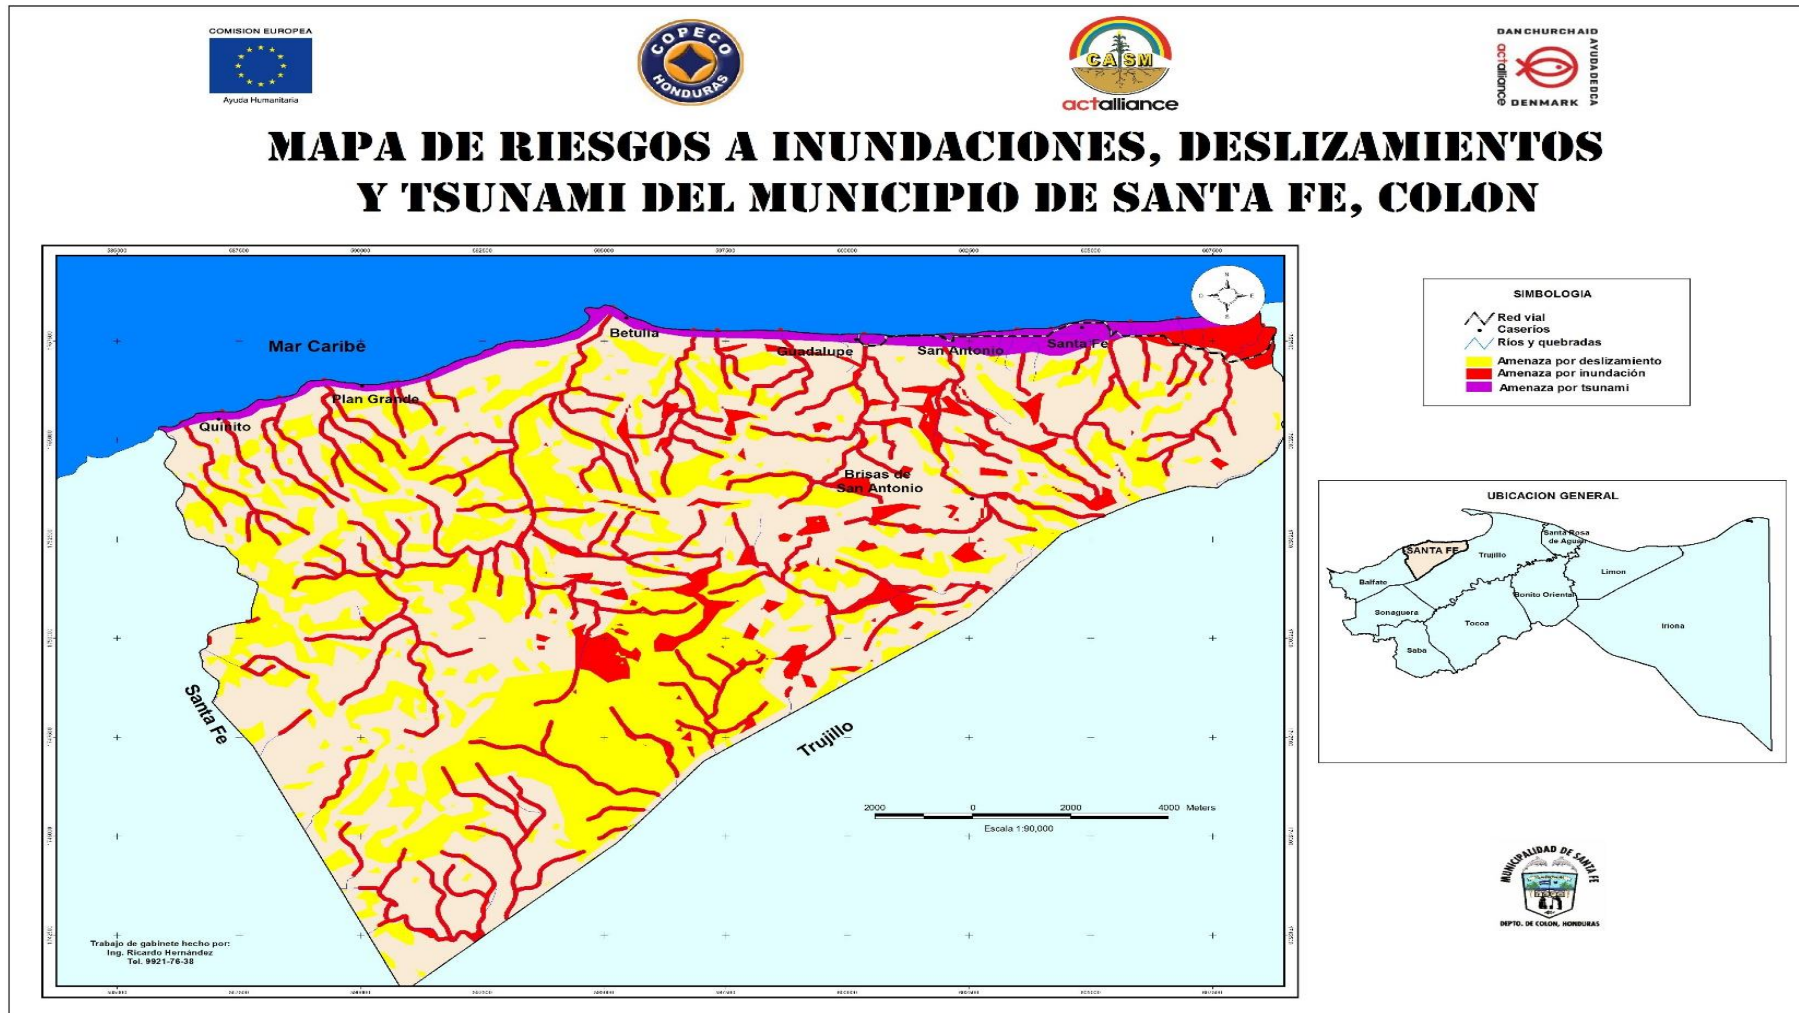 COMISION EUROPEA
Ayuda Humanitaria
COPECO
HONDURAS
CASM
actalliance
DANCHURCHAID
AYUDA DE DCA
actalliance
DENMARK
MAPA DE RIESGOS A INUNDACIONES, DESLIZAMIENTOS
Y TSUNAMI DEL MUNICIPIO DE SANTA FE, COLON
Mar Caribe
Betulia
Guadalupe
San Antonio
Santa Fe
Plan Grande
Quinito
Brisas de
San Antonio
Santa Fe
Trujillo
2000 0 2000 4000 Meters
Escala 1:90,000
Trabajo de gabinete hecho por:
Ing. Ricardo Hernández
Tel. 9921-76-38
SIMBOLOGIA
Red vial
Caseríos
Ríos y quebradas
Amenaza por deslizamiento
Amenaza por inundación
Amenaza por tsunami
UBICACION GENERAL
SANTA FE
Trujillo
Santa Rosa
de Aguan
Limon
Balfate
Bonito Oriental
Sonaguera
Tocoa
Iriona
Saba
MUNICIPALIDAD DE SANTA FE
DEPTO. DE COLON, HONDURAS